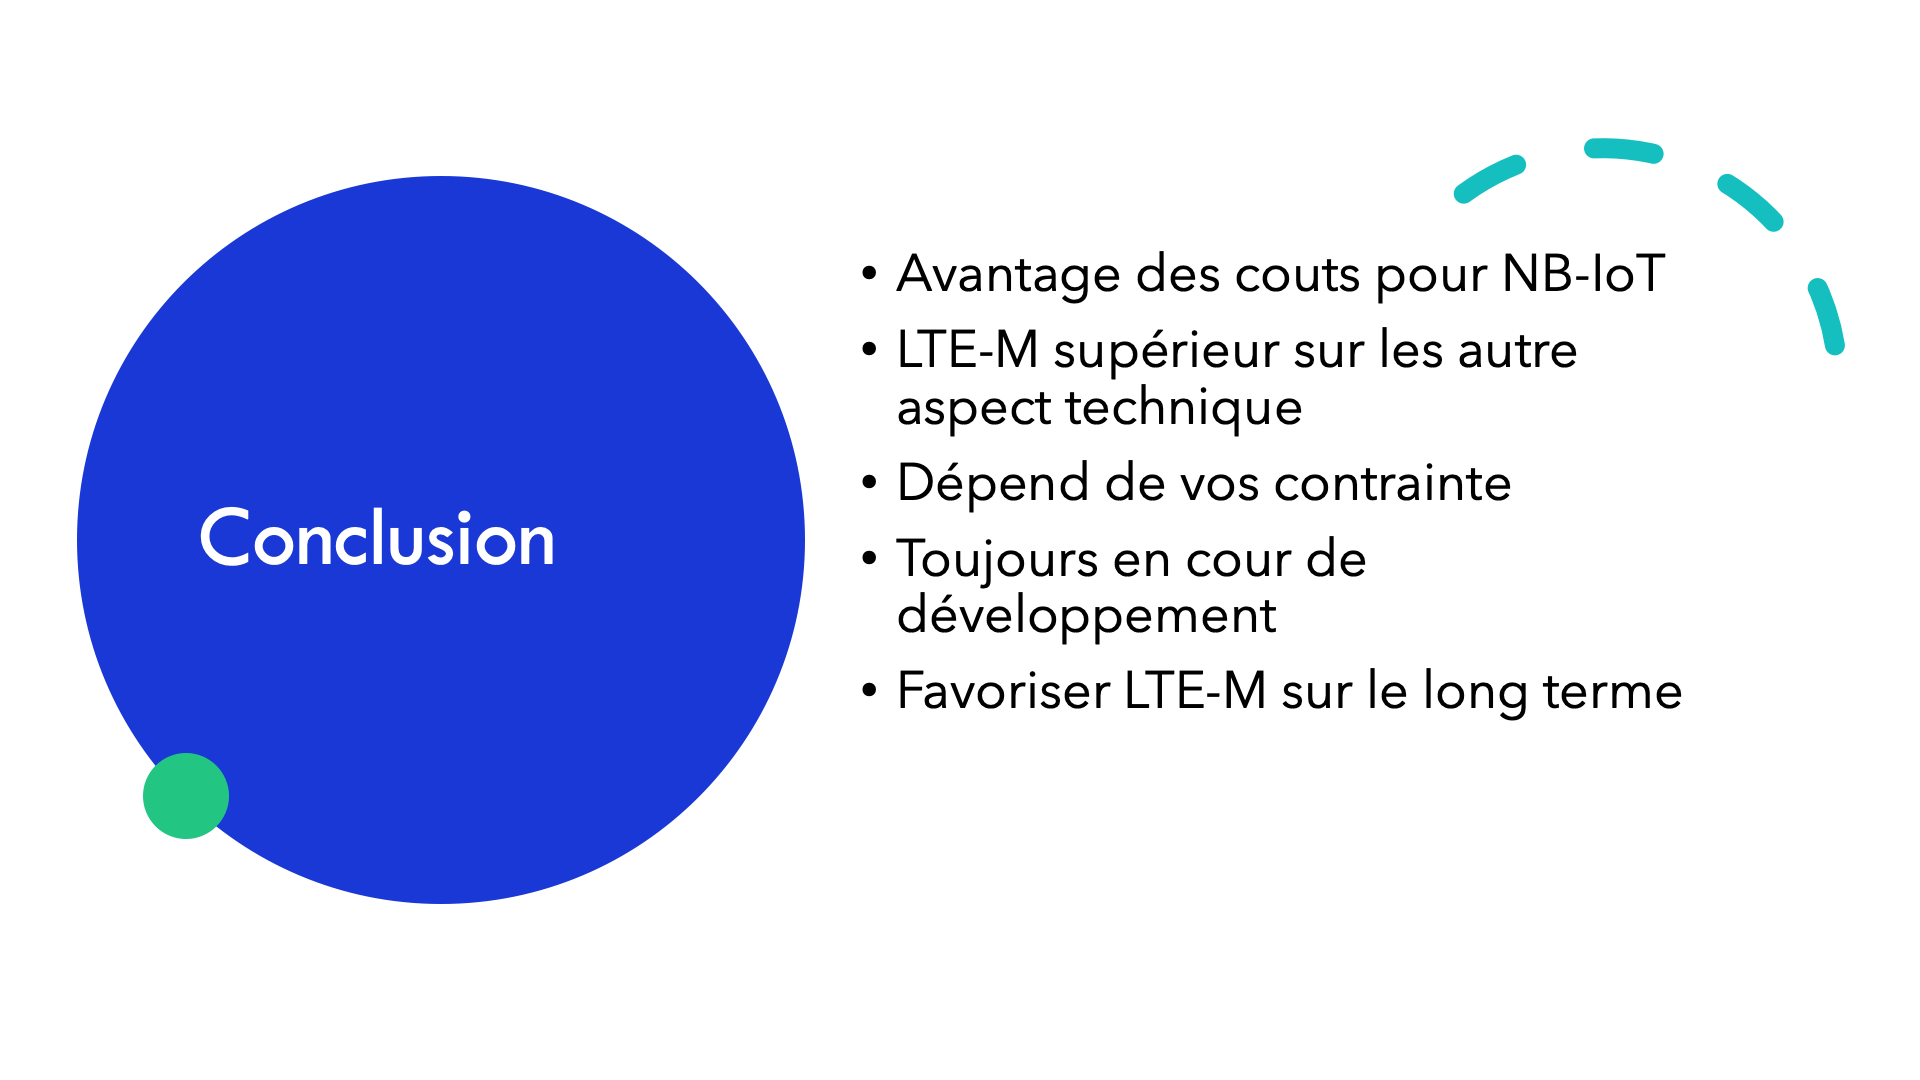 Conclusion
• Avantage des couts pour NB-IoT
• LTE-M supérieur sur les autre
aspect technique
• Dépend de vos contrainte
• Toujours en cour de
développement
• Favoriser LTE-M sur le long terme